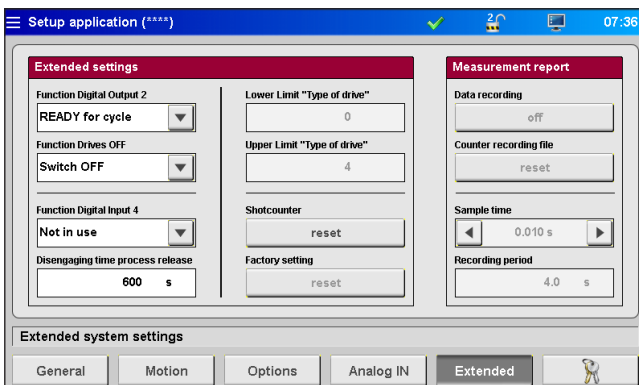 Setup application (****)
2
07:36
Extended settings
Function Digital Output 2
READY for cycle
Function Drives OFF
Switch OFF
Function Digital Input 4
Not in use
Disengaging time process release
600 s
Lower Limit "Type of drive"
0
Upper Limit "Type of drive"
4
Shotcounter
reset
Factory setting
reset
Measurement report
Data recording
off
Counter recording file
reset
Sample time
0.010 s
Recording period
4.0 s
Extended system settings
General
Motion
Options
Analog IN
Extended